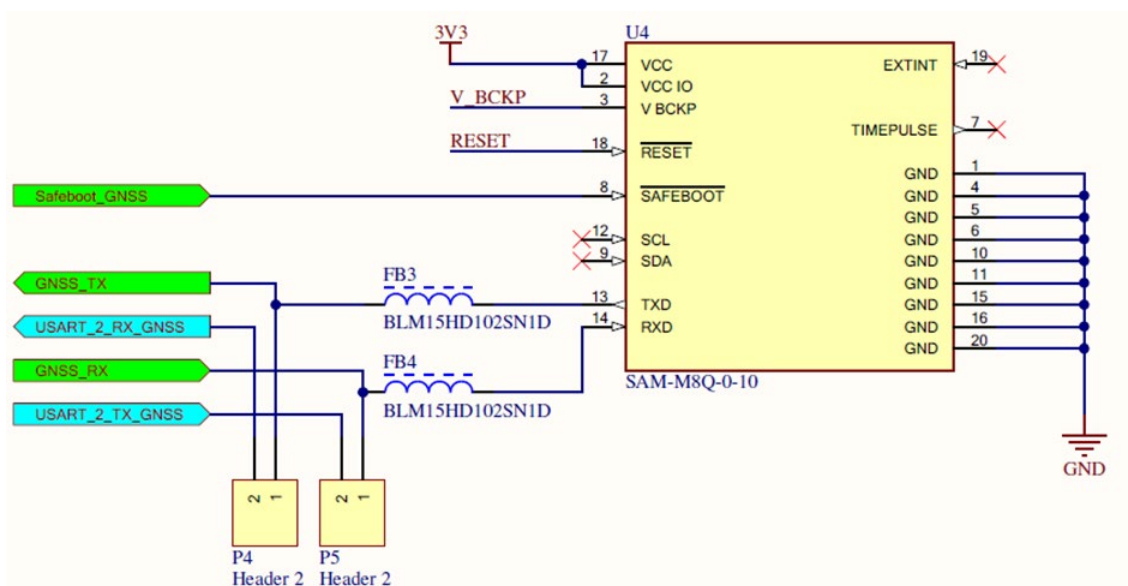 3V3
U4
17 VCC
2 VCC IO
V_BCKP 3 V BCKP
RESET 18 RESET
Safeboot_GNSS 8 SAFEBOOT
12 SCL
9 SDA
GNSS_TX
FB3
BLM15HD102SN1D
13 TXD
USART_2_RX_GNSS
14 RXD
GNSS_RX
FB4
BLM15HD102SN1D
USART_2_TX_GNSS
SAM-M8Q-0-10
EXTINT 19
TIMEPULSE 7
GND 1
GND 4
GND 5
GND 6
GND 10
GND 11
GND 15
GND 16
GND 20
GND
2 1
2 1
P4
Header 2
P5
Header 2